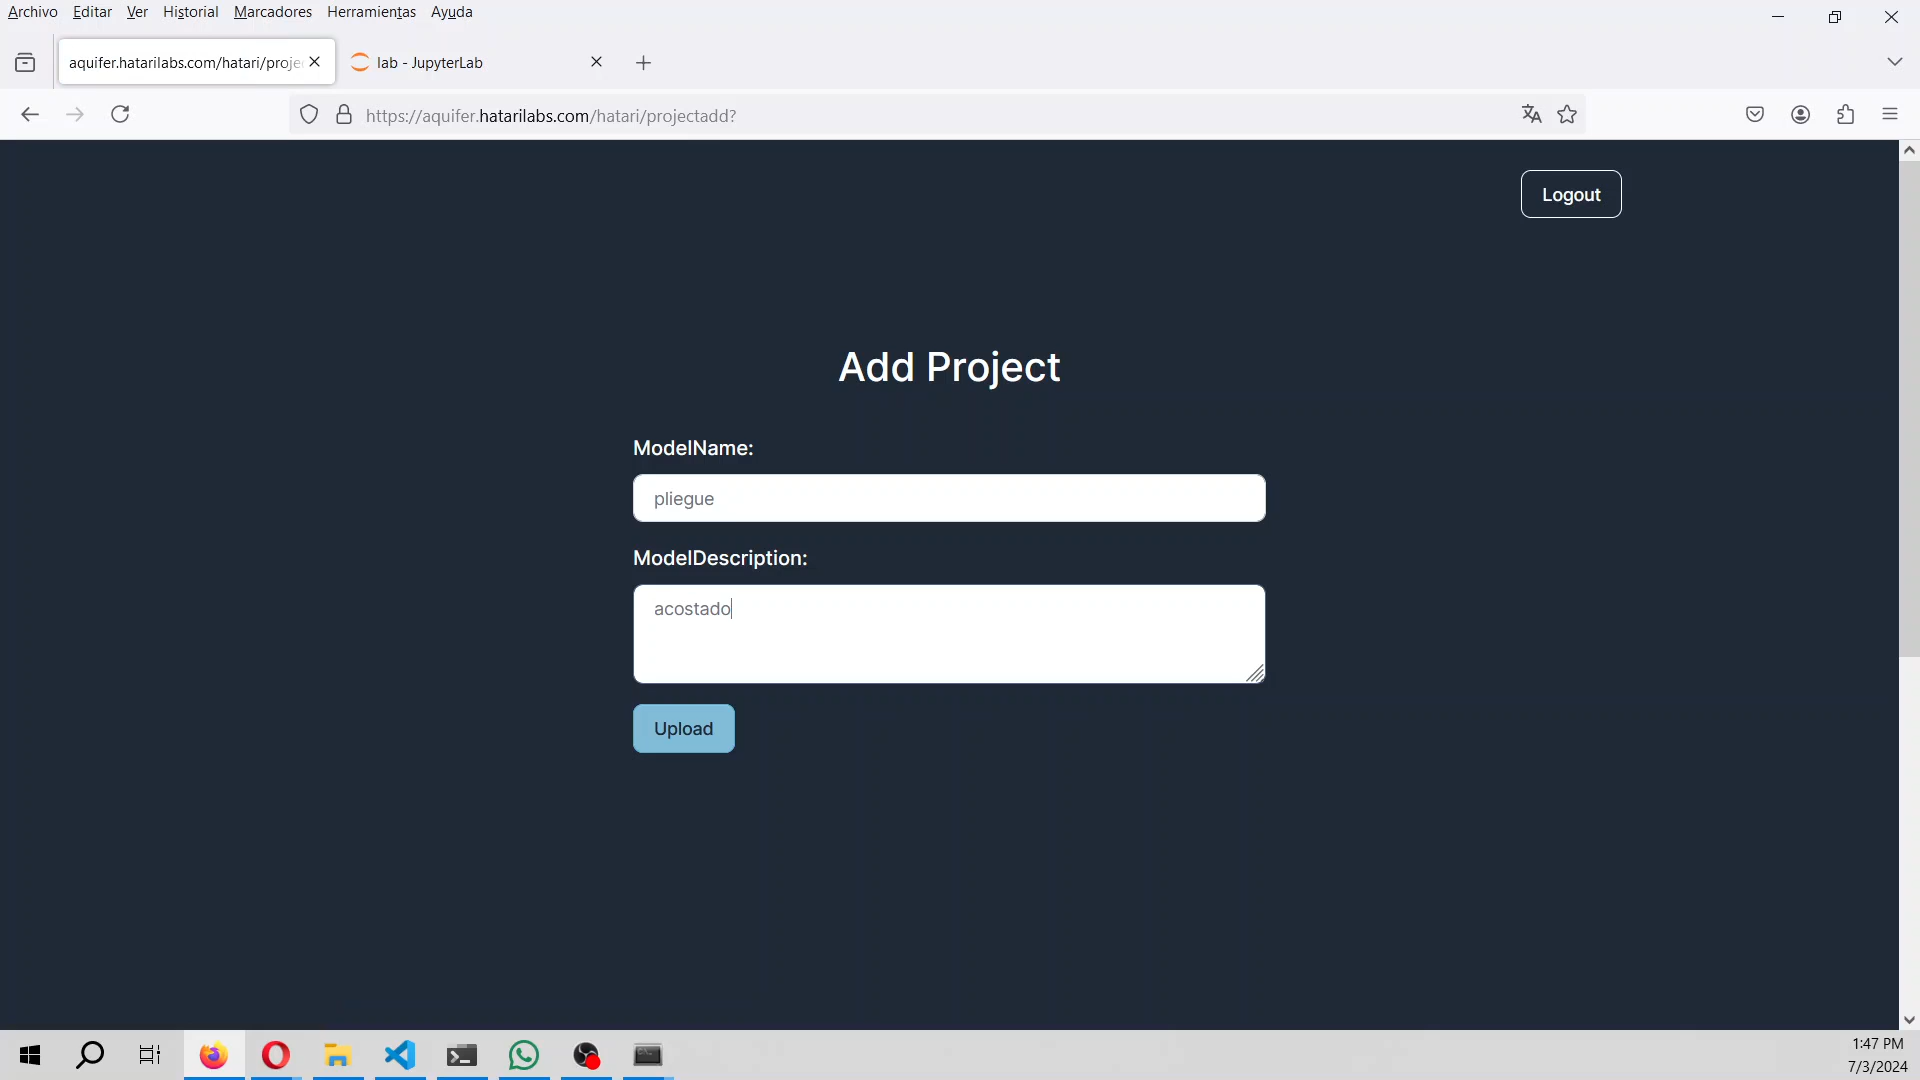 Archivo Editar Ver Historial Marcadores Herramientas Ayuda
aquifer.hatarilabs.com/hatari/proje
lab - JupyterLab
https://aquifer.hatarilabs.com/hatari/projectadd?
Logout
Add Project
ModelName:
pliegue
ModelDescription:
acostado
Upload
1:47 PM
7/3/2024